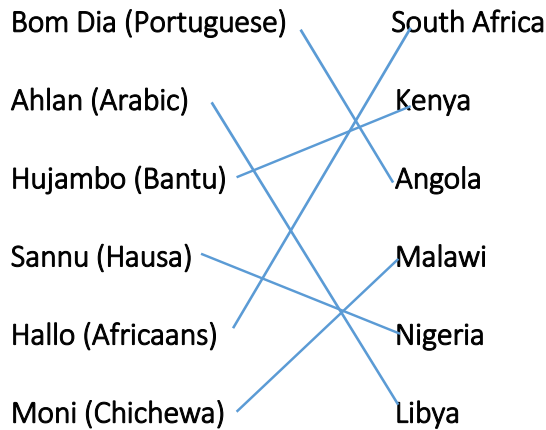 Bom Dia (Portuguese) South Africa
Ahlan (Arabic) Kenya
Hujambo (Bantu) Angola
Sannu (Hausa) Malawi
Hallo (Africaans) Nigeria
Moni (Chichewa) Libya